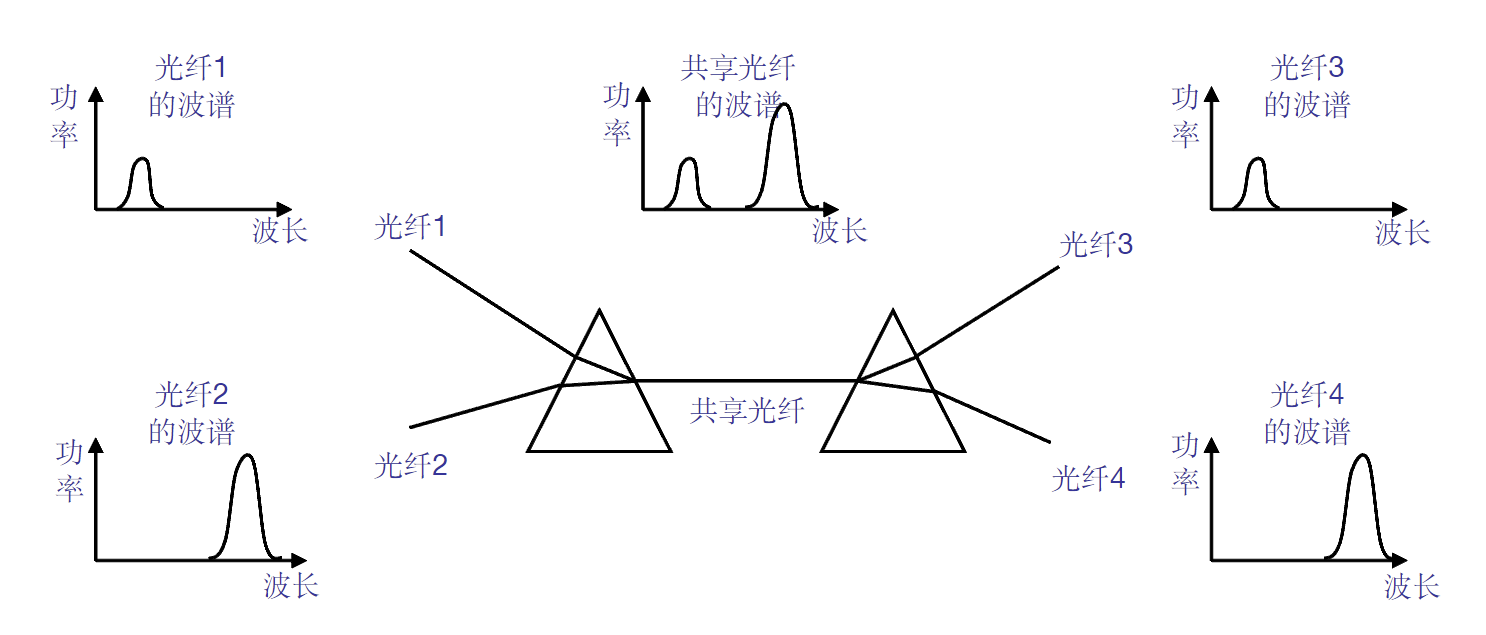 光纤1
的波谱
功
率
波长
共享光纤
的波谱
功
率
波长
光纤3
的波谱
功
率
波长
光纤1
光纤3
共享光纤
光纤2
光纤4
光纤2
的波谱
功
率
波长
光纤4
的波谱
功
率
波长